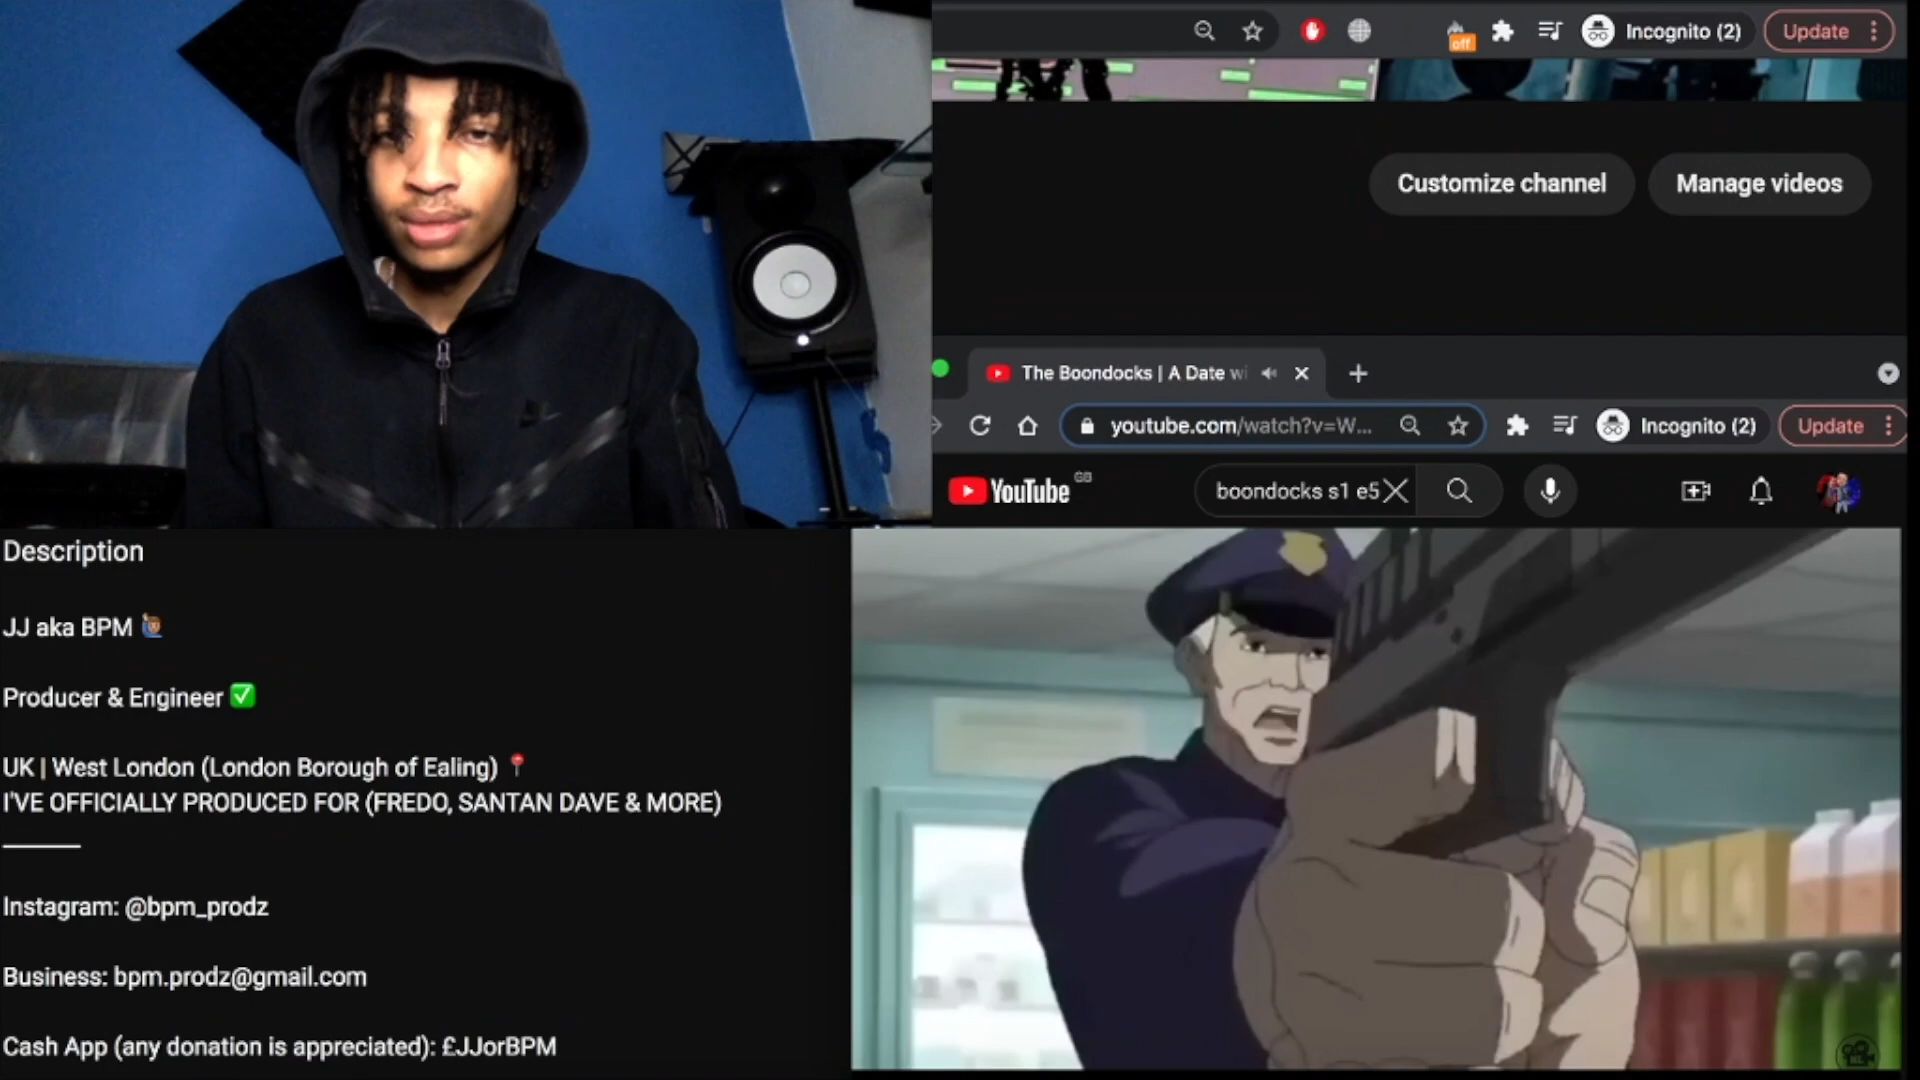 off
Incognito (2)
Update
Customize channel
Manage videos
The Boondocks | A Date wi
youtube.com/watch?v=W...
Incognito (2)
Update
YouTube GB
boondocks s1 e5
Description
JJ aka BPM 🙋🏽‍♂️
Producer & Engineer ✅
UK | West London (London Borough of Ealing) 📍
I'VE OFFICIALLY PRODUCED FOR (FREDO, SANTAN DAVE & MORE)
Instagram: @bpm_prodz
Business: bpm.prodz@gmail.com
Cash App (any donation is appreciated): £JJorBPM